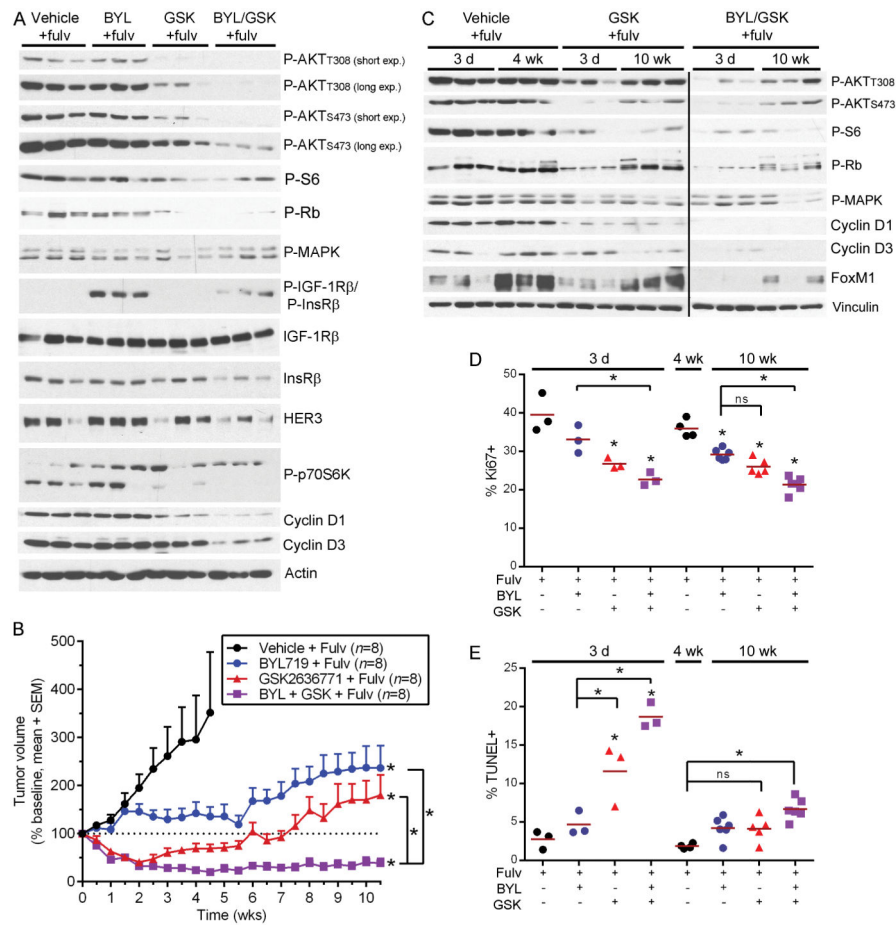 A
Vehicle BYL GSK BYL/GSK
+fulv +fulv +fulv +fulv
P-AKTT308 (short exp.)
P-AKTT308 (long exp.)
P-AKTS473 (short exp.)
P-AKTS473 (long exp.)
P-S6
P-Rb
P-MAPK
P-IGF-1Rβ/
P-InsRβ
IGF-1Rβ
InsRβ
HER3
P-p70S6K
Cyclin D1
Cyclin D3
Actin
B
Tumor volume
(% baseline, mean + SEM)
500
450
400
350
300
250
200
150
100
50
0
Vehicle + Fulv (n=8)
BYL719 + Fulv (n=8)
GSK2636771 + Fulv (n=8)
BYL + GSK + Fulv (n=8)
*
*
*
*
*
0 1 2 3 4 5 6 7 8 9 10
Time (wks)
C
Vehicle GSK BYL/GSK
+fulv +fulv +fulv
3 d 4 wk 3 d 10 wk 3 d 10 wk
P-AKTT308
P-AKTS473
P-S6
P-Rb
P-MAPK
Cyclin D1
Cyclin D3
FoxM1
Vinculin
D
3 d 4 wk 10 wk
% Ki67+
50
40
30
20
10
0
* * ns
* * * * *
Fulv + + + + + + + +
BYL - + - + - + - +
GSK - - + + - - + +
E
3 d 4 wk 10 wk
% TUNEL+
25
20
15
10
5
0
* * * * * ns
Fulv + + + + + + + +
BYL - + - + - + - +
GSK - - + + - - + +